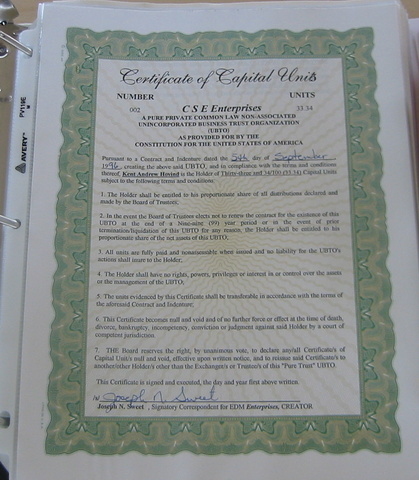 Certificate of Capital Units
NUMBER UNITS
002 C S E Enterprises 33.34
A PURE PRIVATE COMMON LAW NON-ASSOCIATED
UNINCORPORATED BUSINESS TRUST ORGANIZATION
(UBTO)
AS PROVIDED FOR BY THE
CONSTITUTION FOR THE UNITED STATES OF AMERICA
Pursuant to a Contract and Indenture dated the 5th day of September
1996, creating the above said UBTO, and in compliance with the terms and conditions
thereof, Kent Andrew Hovind is the Holder of Thirty-three and 34/100 (33.34) Capital Units
subject to the following terms and conditions:
1. The Holder shall be entitled to his proportionate share of all distributions declared and
made by the Board of Trustees;
2. In the event the Board of Trustees elects not to renew the contract for the existence of this
UBTO at the end of a Nine-nine (99) year period or in the event of prior
termination/liquidation of this UBTO for any reason, the Holder shall be entitled to his
proportionate share of the net assets of this UBTO;
3. All units are fully paid and nonassessable when issued and no liability for the UBTO's
actions shall inure to the Holder;
4. The Holder shall have no rights, powers, privileges or interest in or control over the assets
or the management of the UBTO;
5. The units evidenced by this Certificate shall be transferable in accordance with the terms of
the aforesaid Contract and Indenture;
6. This Certificate becomes null and void and of no further force or effect at the time of death,
divorce, bankruptcy, incompetency, conviction or judgment against said Holder by a court of
competent jurisdiction.
7. THE Board reserves the right, by unanimous vote, to declare any/all Certificate/s of
Capital Unit/s null and void, effective upon written notice, and to reissue said Certificate/s to
another/other Holder/s other than the Exchanger/s or Trustee/s of this "Pure Trust" UBTO.
This Certificate is signed and executed, the day and year first above written.
(s) Joseph N Sweet
Joseph N. Sweet , Signatory Correspondent for EDM Enterprises, CREATOR.
AVERY™ PV119E